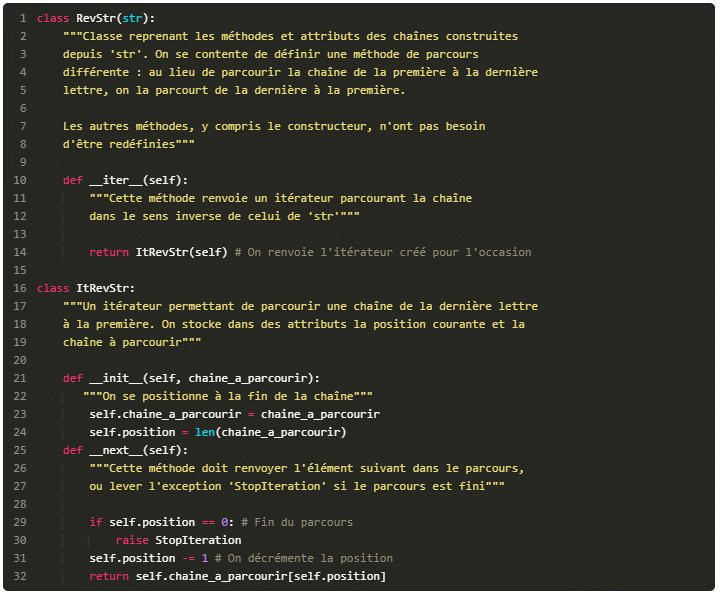 1 class RevStr(str):
2     """Classe reprenant les méthodes et attributs des chaînes construites
3     depuis 'str'. On se contente de définir une méthode de parcours
4     différente : au lieu de parcourir la chaîne de la première à la dernière
5     lettre, on la parcourt de la dernière à la première.
6
7     Les autres méthodes, y compris le constructeur, n'ont pas besoin
8     d'être redéfinies"""
9
10     def __iter__(self):
11         """Cette méthode renvoie un itérateur parcourant la chaîne
12         dans le sens inverse de celui de 'str'"""
13
14         return ItRevStr(self) # On renvoie l'itérateur créé pour l'occasion
15
16 class ItRevStr:
17     """Un itérateur permettant de parcourir une chaîne de la dernière lettre
18     à la première. On stocke dans des attributs la position courante et la
19     chaîne à parcourir"""
20
21     def __init__(self, chaine_a_parcourir):
22        """On se positionne à la fin de la chaîne"""
23         self.chaine_a_parcourir = chaine_a_parcourir
24         self.position = len(chaine_a_parcourir)
25     def __next__(self):
26         """Cette méthode doit renvoyer l'élément suivant dans le parcours,
27         ou lever l'exception 'StopIteration' si le parcours est fini"""
28
29         if self.position == 0: # Fin du parcours
30             raise StopIteration
31         self.position -= 1 # On décrémente la position
32         return self.chaine_a_parcourir[self.position]